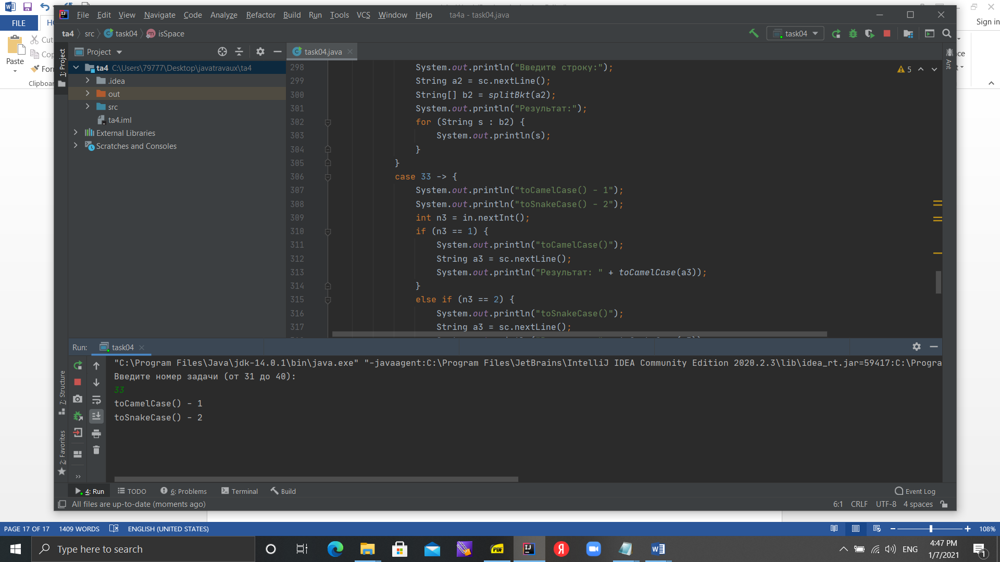 FILE
Sign in
Paste
Clipboar
File Edit View Navigate Code Analyze Refactor Build Run Tools VCS Window Help ta4a - task04.java
ta4 src task04 isSpace
task04
Project
task04.java
1: Project
Ant
ta4 C:\Users\79777\Desktop\javatravaux\ta4
.idea
out
src
ta4.iml
External Libraries
Scratches and Consoles
5
298 System.out.println("Введите строку:");
299 String a2 = sc.nextLine();
300 String[] b2 = splitBkt(a2);
301 System.out.println("Результат:");
302 for (String s : b2) {
303 System.out.println(s);
304 }
305 }
306 case 33 -> {
307 System.out.println("toCamelCase() - 1");
308 System.out.println("toSnakeCase() - 2");
309 int n3 = in.nextInt();
310 if (n3 == 1) {
311 System.out.println("toCamelCase()");
312 String a3 = sc.nextLine();
313 System.out.println("Результат: " + toCamelCase(a3));
314 }
315 else if (n3 == 2) {
316 System.out.println("toSnakeCase()");
317 String a3 = sc.nextLine();
Run: task04
"C:\Program Files\Java\jdk-14.0.1\bin\java.exe" "-javaagent:C:\Program Files\JetBrains\IntelliJ IDEA Community Edition 2020.2.3\lib\idea_rt.jar=59417:C:\Progra
Введите номер задачи (от 31 до 40):
33
toCamelCase() - 1
toSnakeCase() - 2
7: Structure
2: Favorites
4: Run TODO 6: Problems Terminal Build Event Log
All files are up-to-date (moments ago) 6:1 CRLF UTF-8 4 spaces
PAGE 17 OF 17 1409 WORDS ENGLISH (UNITED STATES) 108%
Type here to search
PDF
ENG
4:47 PM
1/7/2021
1